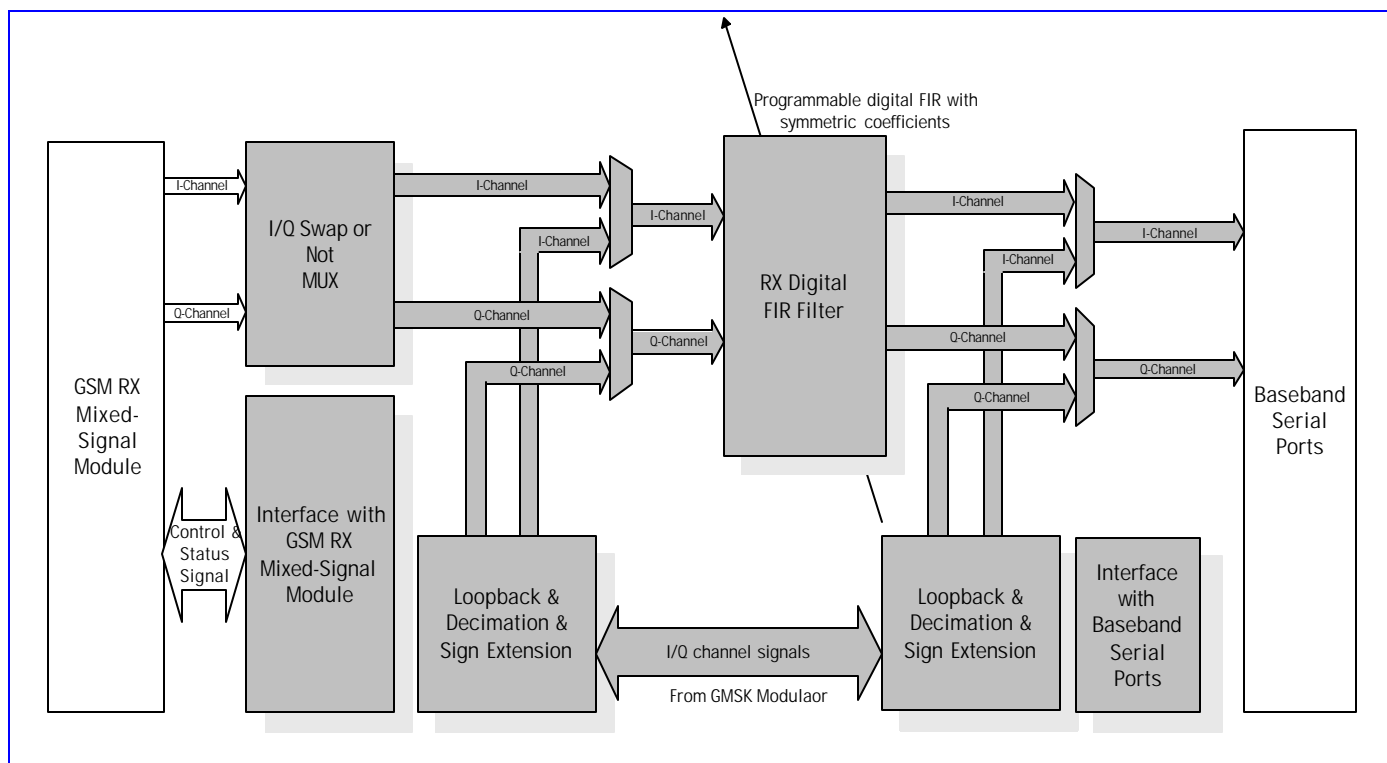 Programmable digital FIR with
symmetric coefficients
GSM RX
Mixed-
Signal
Module
I-Channel
Q-Channel
I/Q Swap or
Not
MUX
I-Channel
I-Channel
Q-Channel
Q-Channel
I-Channel
Q-Channel
RX Digital
FIR Filter
I-Channel
I-Channel
Q-Channel
Q-Channel
I-Channel
Q-Channel
Baseband
Serial
Ports
Control &
Status
Signal
Interface with
GSM RX
Mixed-Signal
Module
Loopback &
Decimation &
Sign Extension
I/Q channel signals
From GMSK Modulaor
Loopback &
Decimation &
Sign Extension
Interface
with
Baseband
Serial
Ports